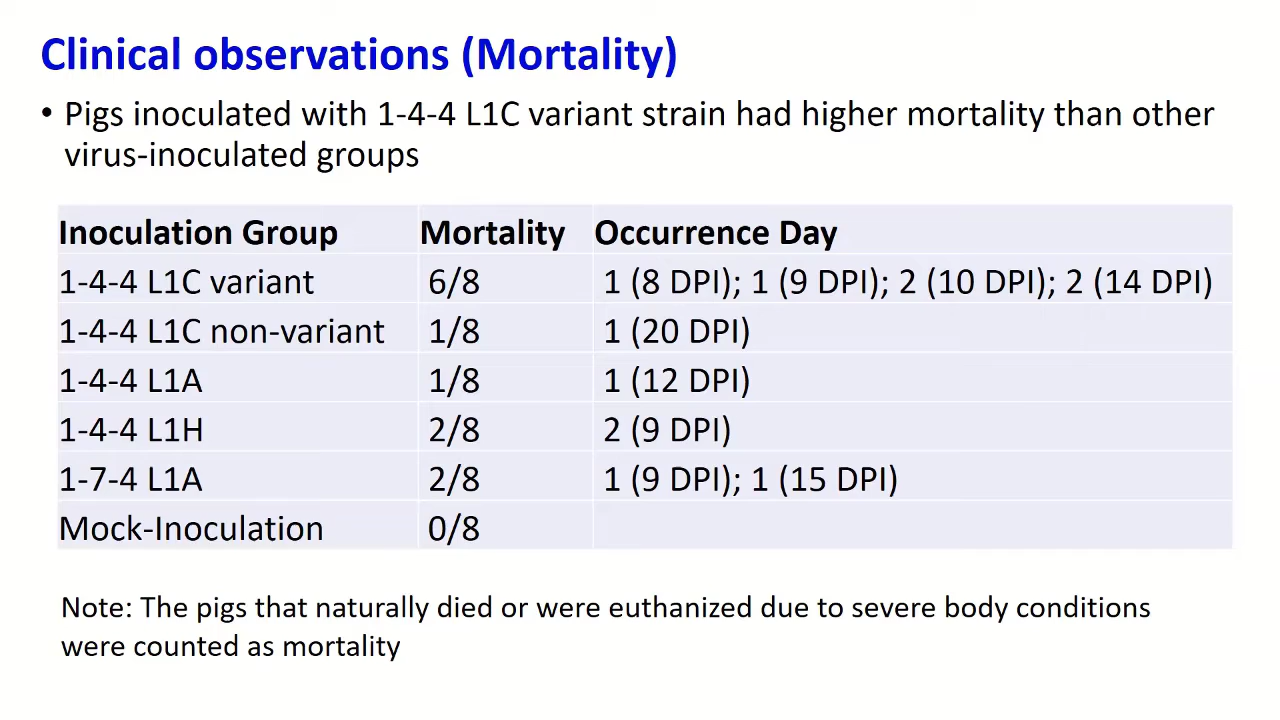 Clinical observations (Mortality)
• Pigs inoculated with 1-4-4 L1C variant strain had higher mortality than other
virus-inoculated groups
Inoculation Group Mortality Occurrence Day
1-4-4 L1C variant 6/8 1 (8 DPI); 1 (9 DPI); 2 (10 DPI); 2 (14 DPI)
1-4-4 L1C non-variant 1/8 1 (20 DPI)
1-4-4 L1A 1/8 1 (12 DPI)
1-4-4 L1H 2/8 2 (9 DPI)
1-7-4 L1A 2/8 1 (9 DPI); 1 (15 DPI)
Mock-Inoculation 0/8
Note: The pigs that naturally died or were euthanized due to severe body conditions
were counted as mortality